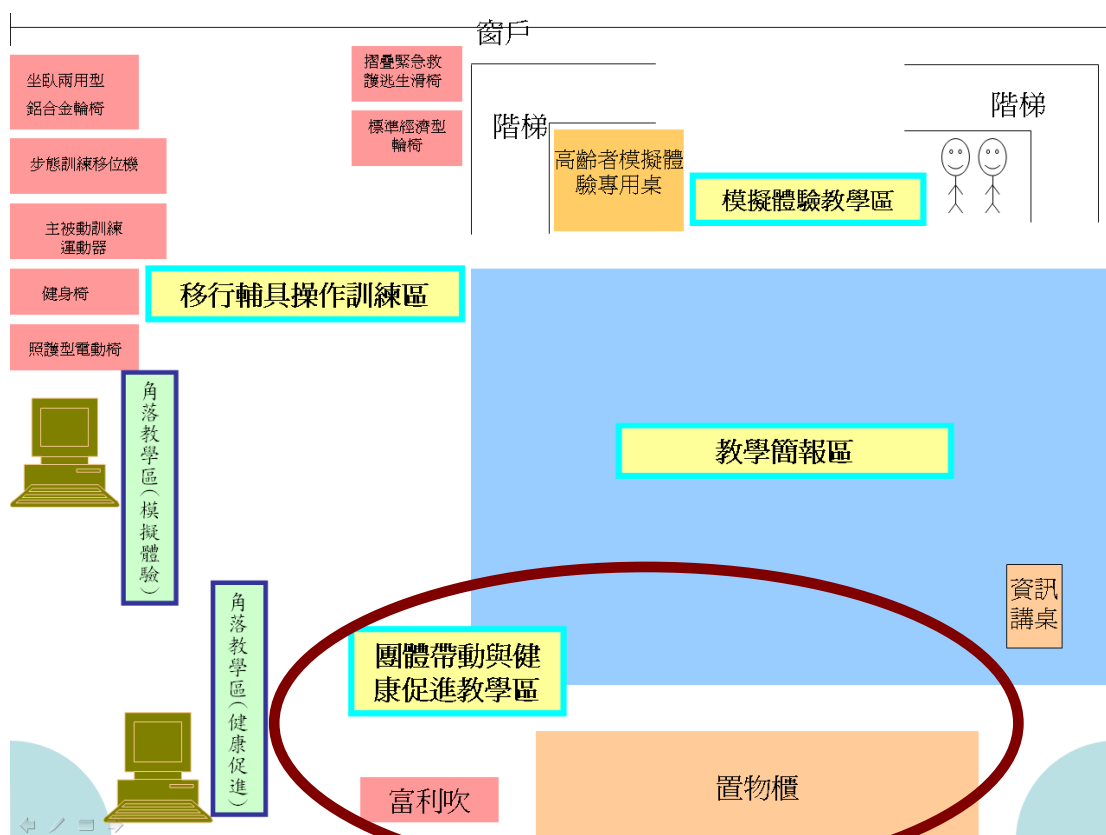 窗戶
坐臥兩用型
鋁合金輪椅
摺疊緊急救
護逃生滑椅
階梯
標準經濟型
輪椅
階梯
步態訓練移位機
高齡者模擬體
驗專用桌
模擬體驗教學區
主被動訓練
運動器
健身椅
移行輔具操作訓練區
照護型電動椅
角落教學區(模擬體驗)
教學簡報區
資訊
講桌
角落教學區(健康促進)
團體帶動與健
康促進教學區
富利吹
置物櫃